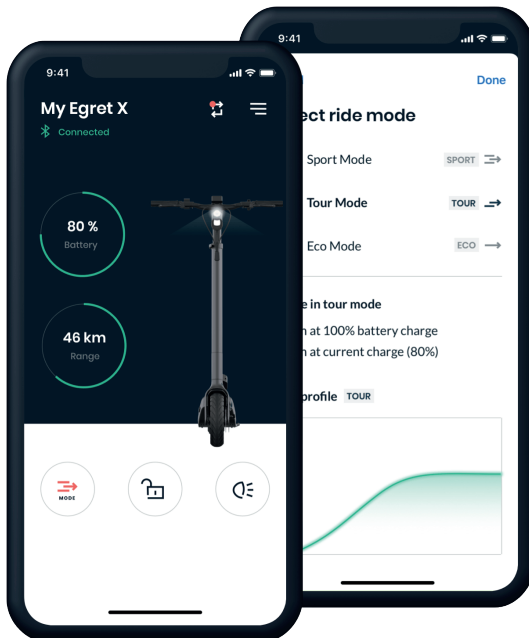 9:41
My Egret X
Connected
80 %
Battery
46 km
Range
MODE
9:41
Done
ect ride mode
Sport Mode SPORT
Tour Mode TOUR
Eco Mode ECO
e in tour mode
at 100% battery charge
at current charge (80%)
profile TOUR